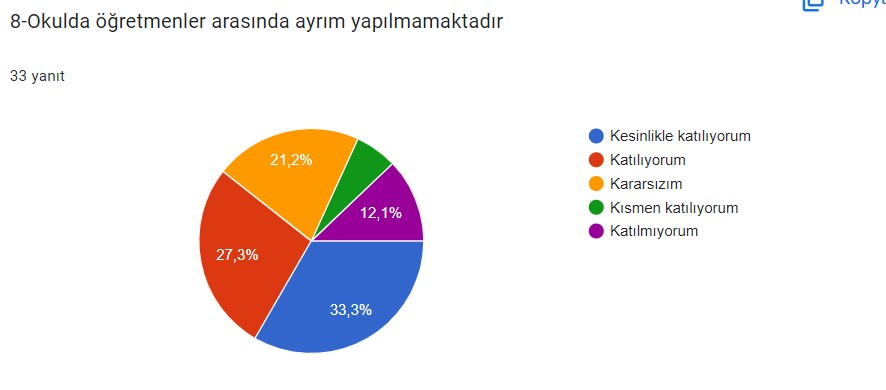 8-Okulda öğretmenler arasında ayrım yapılmamaktadır
33 yanıt
21,2%
12,1%
27,3%
33,3%
Kesinlikle katılıyorum
Katılıyorum
Kararsızım
Kısmen katılıyorum
Katılmıyorum